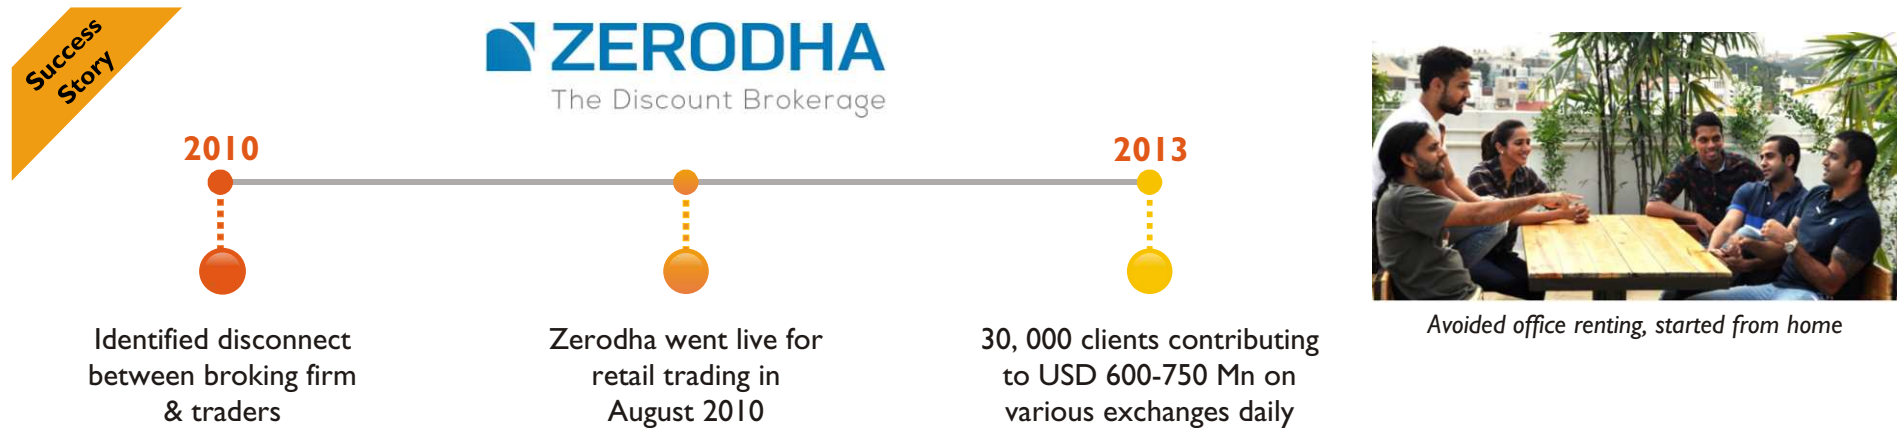 Success
Story
ZERODHA
The Discount Brokerage
2010
2013
Identified disconnect
between broking firm
& traders
Zerodha went live for
retail trading in
August 2010
30, 000 clients contributing
to USD 600-750 Mn on
various exchanges daily
Avoided office renting, started from home